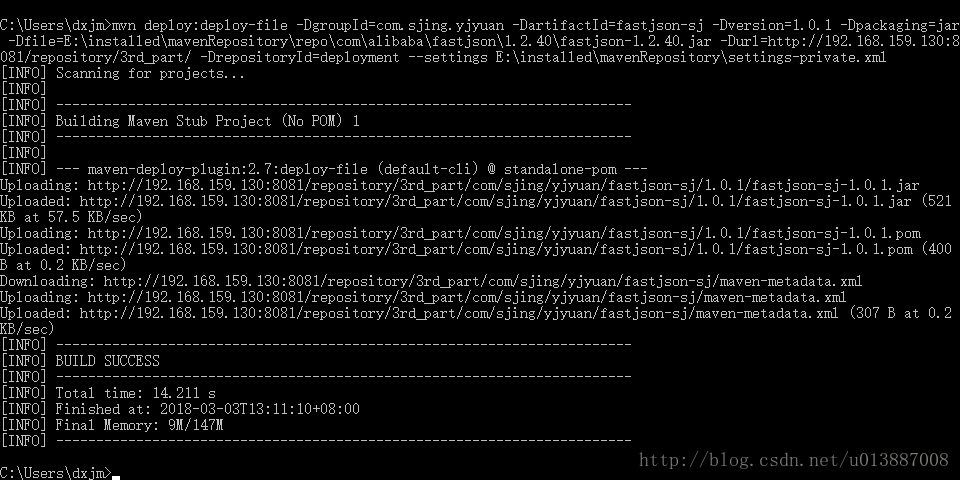 C:\Users\dxjm>mvn deploy:deploy-file -DgroupId=com.sjing.yjyuan -DartifactId=fastjson-sj -Dversion=1.0.1 -Dpackaging=jar
-Dfile=E:\installed\mavenRepository\repo\com\alibaba\fastjson\1.2.40\fastjson-1.2.40.jar -Durl=http://192.168.159.130:8
081/repository/3rd_part/ -DrepositoryId=deployment --settings E:\installed\mavenRepository\settings-private.xml
[INFO] Scanning for projects...
[INFO]
[INFO] ------------------------------------------------------------------------
[INFO] Building Maven Stub Project (No POM) 1
[INFO] ------------------------------------------------------------------------
[INFO]
[INFO] --- maven-deploy-plugin:2.7:deploy-file (default-cli) @ standalone-pom ---
Uploading: http://192.168.159.130:8081/repository/3rd_part/com/sjing/yjyuan/fastjson-sj/1.0.1/fastjson-sj-1.0.1.jar
Uploaded: http://192.168.159.130:8081/repository/3rd_part/com/sjing/yjyuan/fastjson-sj/1.0.1/fastjson-sj-1.0.1.jar (521
KB at 57.5 KB/sec)
Uploading: http://192.168.159.130:8081/repository/3rd_part/com/sjing/yjyuan/fastjson-sj/1.0.1/fastjson-sj-1.0.1.pom
Uploaded: http://192.168.159.130:8081/repository/3rd_part/com/sjing/yjyuan/fastjson-sj/1.0.1/fastjson-sj-1.0.1.pom (400
B at 0.2 KB/sec)
Downloading: http://192.168.159.130:8081/repository/3rd_part/com/sjing/yjyuan/fastjson-sj/maven-metadata.xml
Uploading: http://192.168.159.130:8081/repository/3rd_part/com/sjing/yjyuan/fastjson-sj/maven-metadata.xml
Uploaded: http://192.168.159.130:8081/repository/3rd_part/com/sjing/yjyuan/fastjson-sj/maven-metadata.xml (307 B at 0.2
KB/sec)
[INFO] ------------------------------------------------------------------------
[INFO] BUILD SUCCESS
[INFO] ------------------------------------------------------------------------
[INFO] Total time: 14.211 s
[INFO] Finished at: 2018-03-03T13:11:10+08:00
[INFO] Final Memory: 9M/147M
[INFO] ------------------------------------------------------------------------
C:\Users\dxjm>
http://blog.csdn.net/u013887008